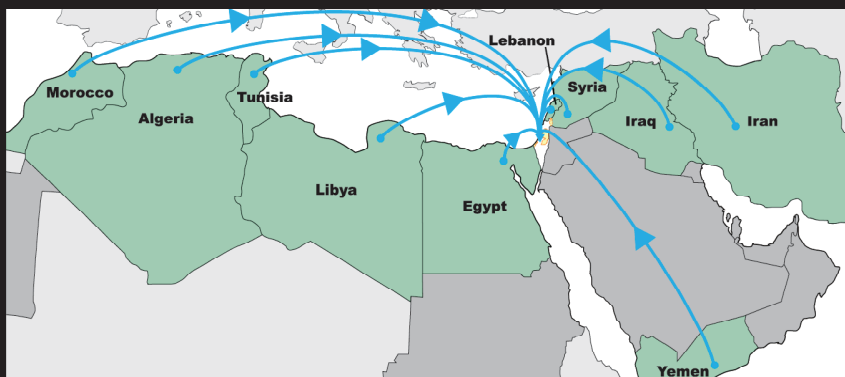 Lebanon
Morocco
Algeria
Tunisia
Syria
Iraq
Iran
Libya
Egypt
Yemen